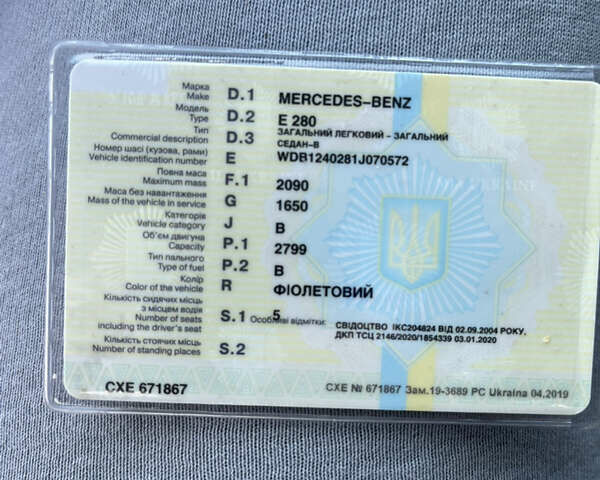 Марка
Make D.1 MERCEDES-BENZ
Модель
Type D.2 E 280
Тип
Commercial description D.3 ЗАГАЛЬНИЙ ЛЕГКОВИЙ - ЗАГАЛЬНИЙ
СЕДАН-В
Номер шасі (кузова, рами)
Vehicle identification number E WDB1240281J070572
Повна маса
Maximum mass F.1 2090
Маса без навантаження
Mass of the vehicle in service G 1650
Категорія
Vehicle category J B
Об'єм двигуна
Capacity P.1 2799
Тип пального
Type of fuel P.2 B
Колір
Color of the vehicle R ФІОЛЕТОВИЙ
Кількість сидячих місць
з місцем водія
Number of seats S.1 5 Особливі відмітки: СВІДОЦТВО ІКС204824 ВІД 02.09.2004 РОКУ.
including the driver's seat ДКП ТСЦ 2146/2020/1854339 03.01.2020
Кількість стоячих місць
Number of standing places S.2
СХЕ 671867 СХЕ № 671867 Зам.19-3689 PC Ukraina 04.2019